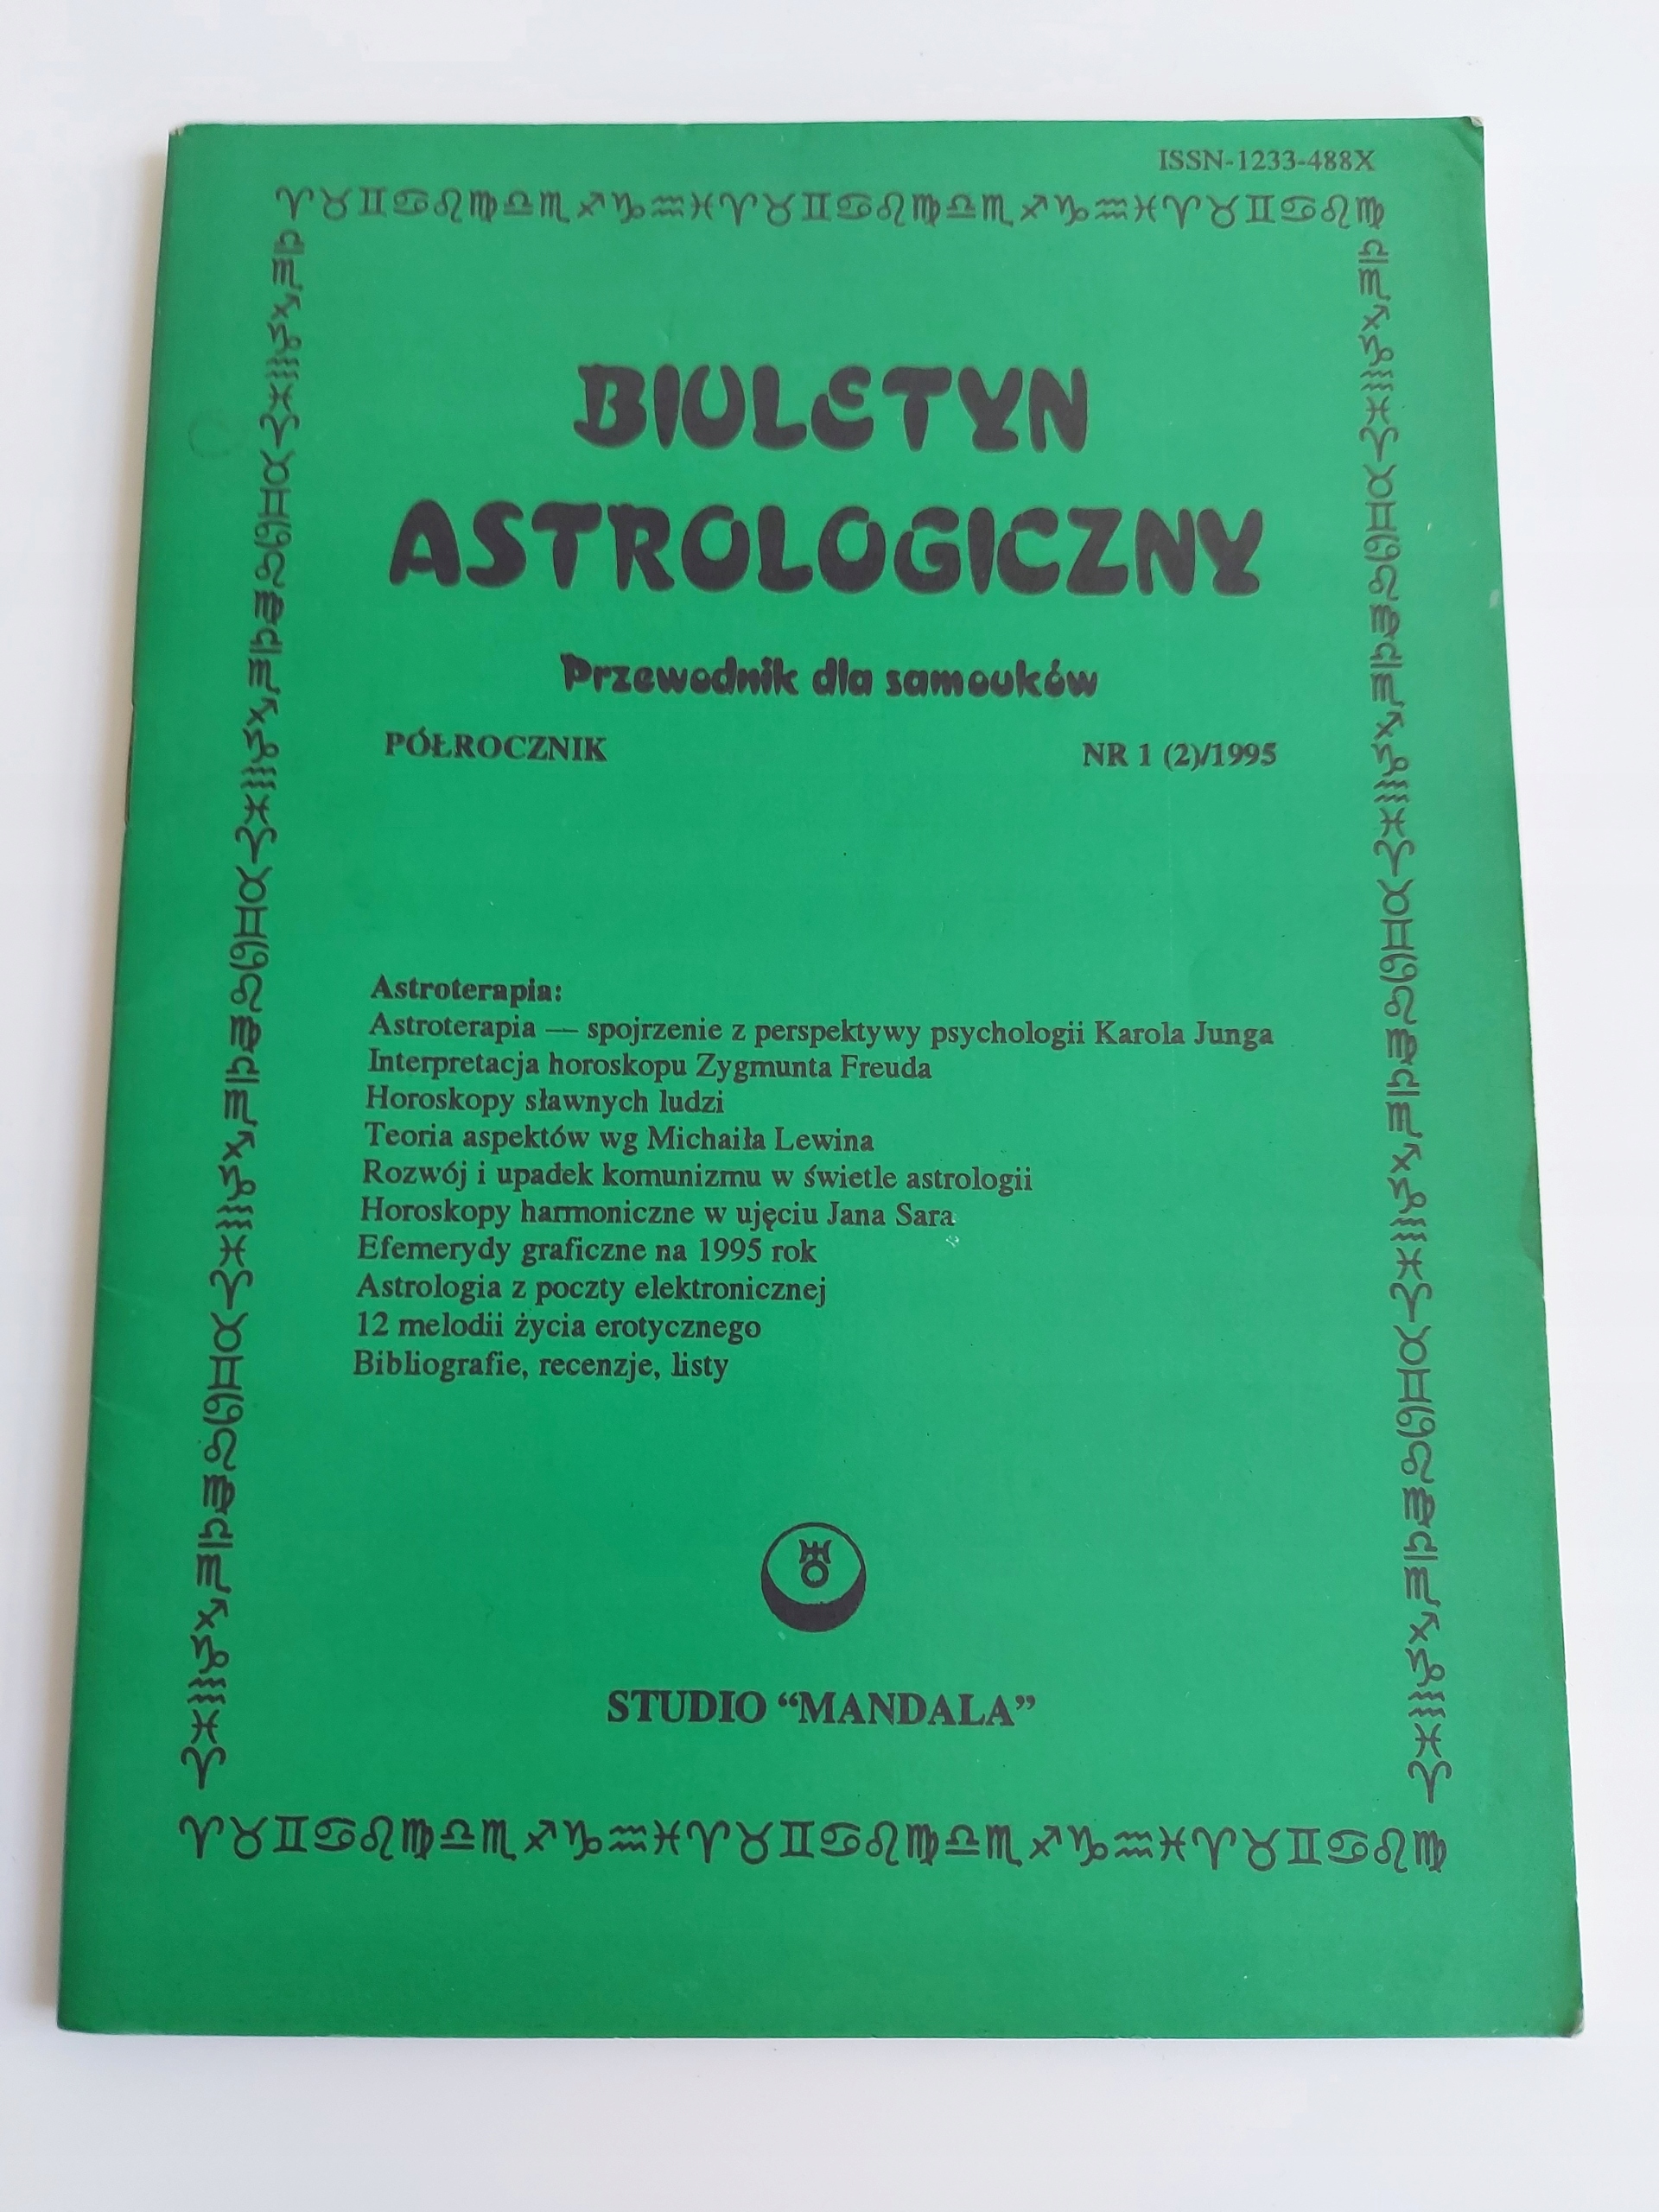 ISSN-1233-488X
♈♉♊♋♌♍♎♏♐♑♒♓♈♉♊♋♌♍♎♏♐♑♒♓♈♉♊♋♌♍
BIULETYN
ASTROLOGICZNY
Przewodnik dla samouków
PÓŁROCZNIK NR 1 (2)/1995
Astroterapia:
Astroterapia — spojrzenie z perspektywy psychologii Karola Junga
Interpretacja horoskopu Zygmunta Freuda
Horoskopy sławnych ludzi
Teoria aspektów wg Michaiła Lewina
Rozwój i upadek komunizmu w świetle astrologii
Horoskopy harmoniczne w ujęciu Jana Sara
Efemerydy graficzne na 1995 rok
Astrologia z poczty elektronicznej
12 melodii życia erotycznego
Bibliografie, recenzje, listy
STUDIO “MANDALA”
♈♉♊♋♌♍♎♏♐♑♒♓♈♉♊♋♌♍♎♏♐♑♒♓♈♉♊♋♌♍